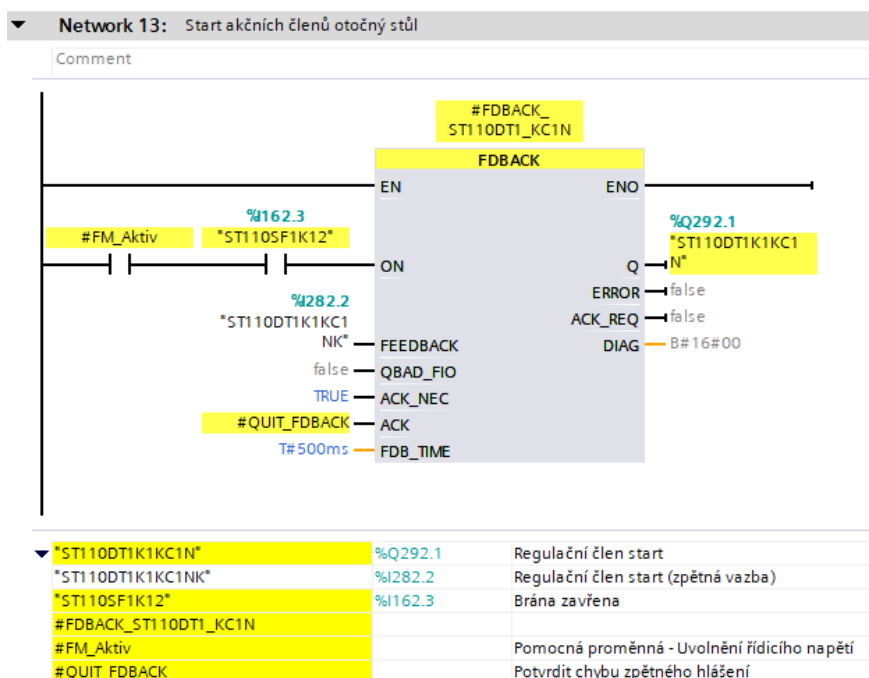 Network 13: Start akčních členů otočný stůl
Comment
#FDBACK_
ST110DT1_KC1N
FDBACK
EN ENO
%I162.3
#FM_Aktiv "ST110SF1K12"
%Q292.1
"ST110DT1K1KC1
N"
ON Q
ERROR false
%I282.2
"ST110DT1K1KC1
NK" FEEDBACK
ACK_REQ false
DIAG B#16#00
false QBAD_FIO
TRUE ACK_NEC
#QUIT_FDBACK ACK
T#500ms FDB_TIME
"ST110DT1K1KC1N" %Q292.1 Regulační člen start
"ST110DT1K1KC1NK" %I282.2 Regulační člen start (zpětná vazba)
"ST110SF1K12" %I162.3 Brána zavřena
#FDBACK_ST110DT1_KC1N
#FM_Aktiv Pomocná proměnná - Uvolnění řídicího napětí
#QUIT_FDBACK Potvrdit chybu zpětného hlášení